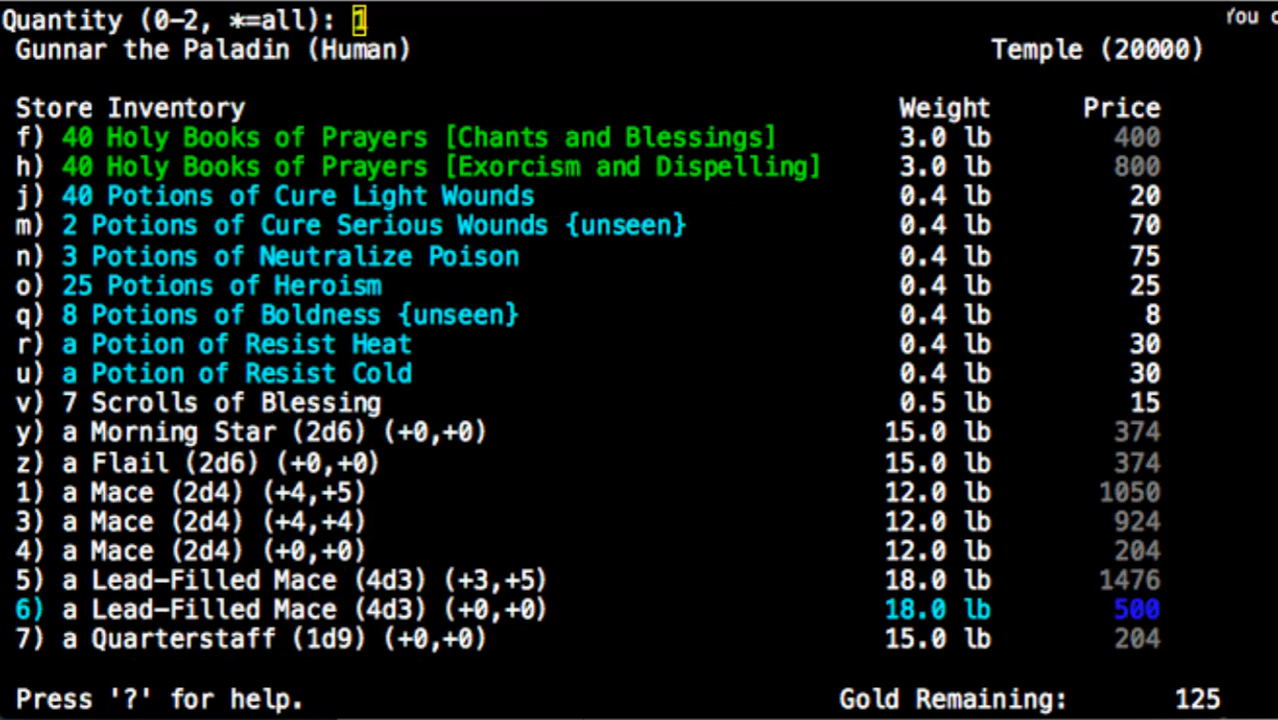 Quantity (0-2, *=all): 1 You
Gunnar the Paladin (Human) Temple (20000)
Store Inventory Weight Price
f) 40 Holy Books of Prayers [Chants and Blessings] 3.0 lb 400
h) 40 Holy Books of Prayers [Exorcism and Dispelling] 3.0 lb 800
j) 40 Potions of Cure Light Wounds 0.4 lb 20
m) 2 Potions of Cure Serious Wounds {unseen} 0.4 lb 70
n) 3 Potions of Neutralize Poison 0.4 lb 75
o) 25 Potions of Heroism 0.4 lb 25
q) 8 Potions of Boldness {unseen} 0.4 lb 8
r) a Potion of Resist Heat 0.4 lb 30
u) a Potion of Resist Cold 0.4 lb 30
v) 7 Scrolls of Blessing 0.5 lb 15
y) a Morning Star (2d6) (+0,+0) 15.0 lb 374
z) a Flail (2d6) (+0,+0) 15.0 lb 374
1) a Mace (2d4) (+4,+5) 12.0 lb 1050
3) a Mace (2d4) (+4,+4) 12.0 lb 924
4) a Mace (2d4) (+0,+0) 12.0 lb 204
5) a Lead-Filled Mace (4d3) (+3,+5) 18.0 lb 1476
6) a Lead-Filled Mace (4d3) (+0,+0) 18.0 lb 500
7) a Quarterstaff (1d9) (+0,+0) 15.0 lb 204
Press '?' for help. Gold Remaining: 125